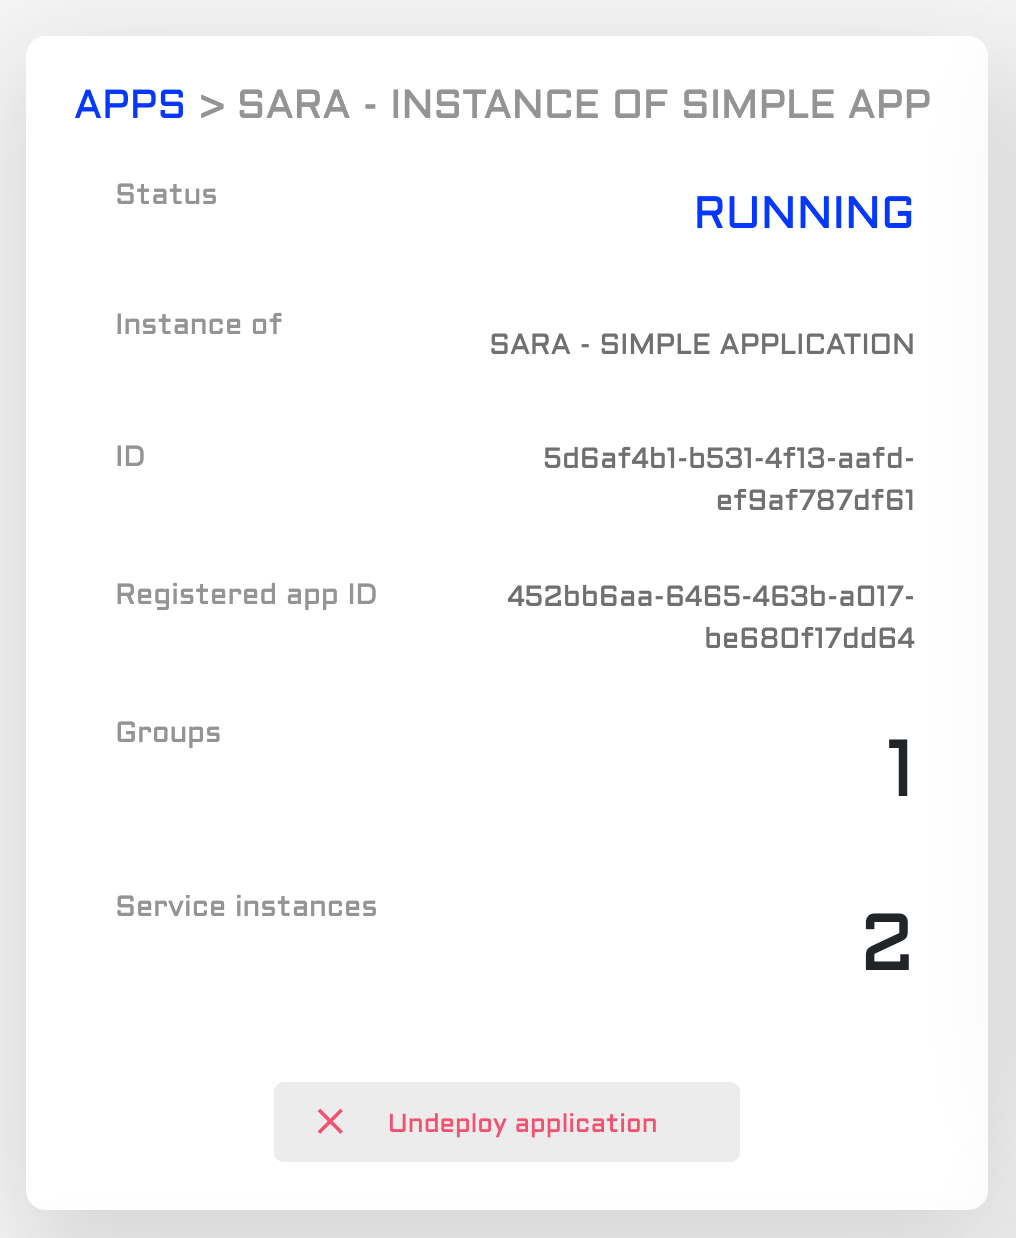 APPS > SARA - INSTANCE OF SIMPLE APP
Status
RUNNING
Instance of
SARA - SIMPLE APPLICATION
ID
5d6af4b1-b531-4f13-aafd-
ef9af787df61
Registered app ID
452bb6aa-6465-463b-a017-
be680f17dd64
Groups
1
Service instances
2
Undeploy application